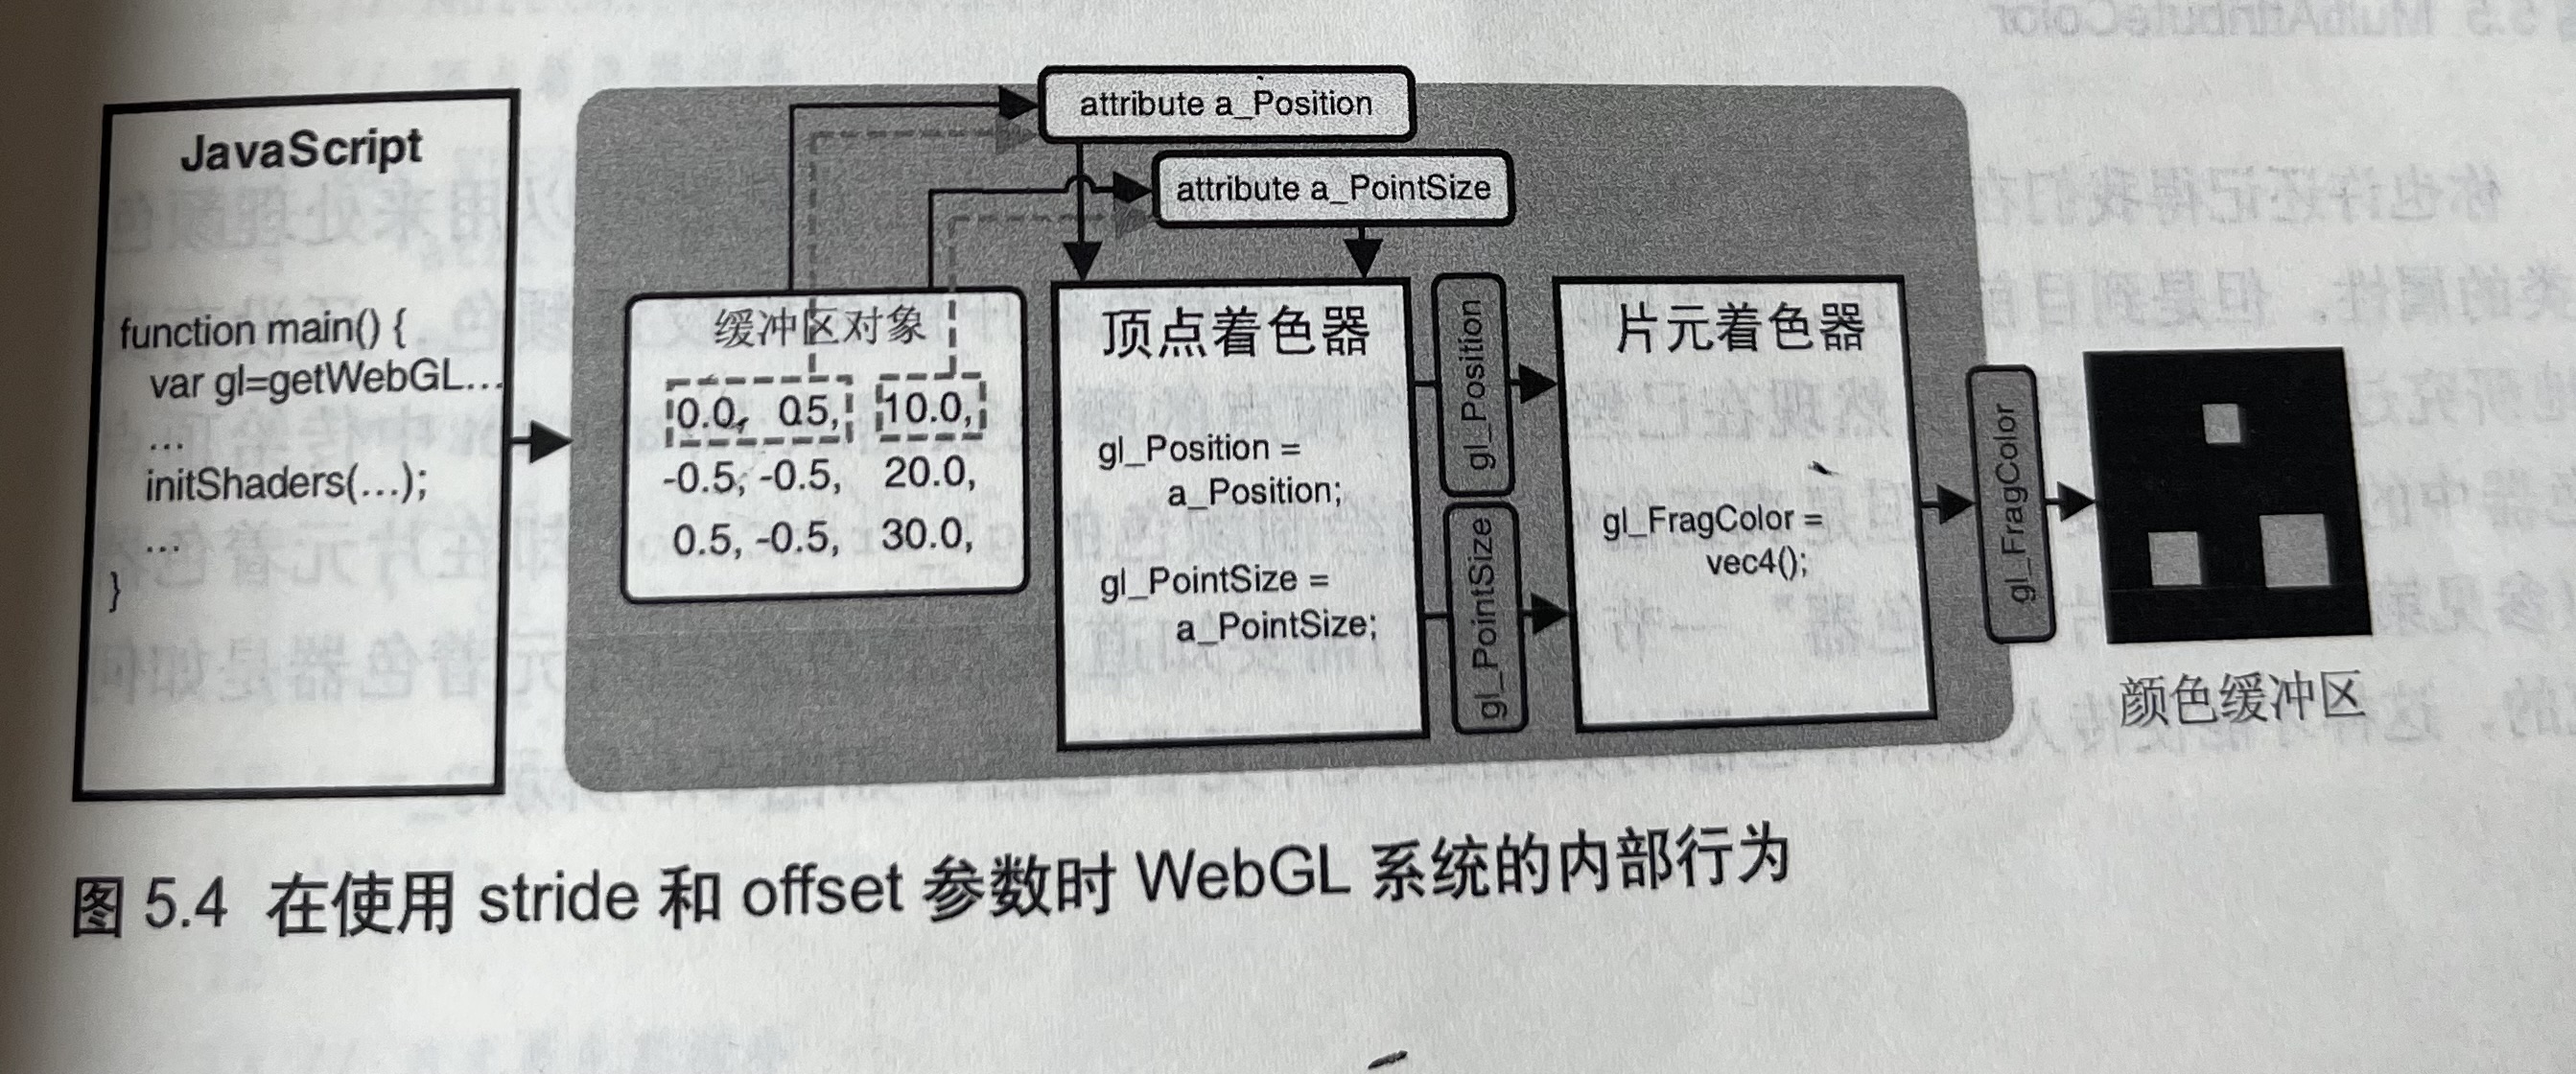 JavaScript
function main() {
var gl=getWebGL...
...
initShaders(...);
...
}
attribute a_Position
attribute a_PointSize
缓冲区对象
0.0, 0.5, 10.0,
-0.5, -0.5, 20.0,
0.5, -0.5, 30.0,
顶点着色器
gl_Position =
a_Position;
gl_PointSize =
a_PointSize;
gl_Position
gl_PointSize
片元着色器
gl_FragColor =
vec4();
gl_FragColor
颜色缓冲区
图 5.4 在使用 stride 和 offset 参数时 WebGL 系统的内部行为